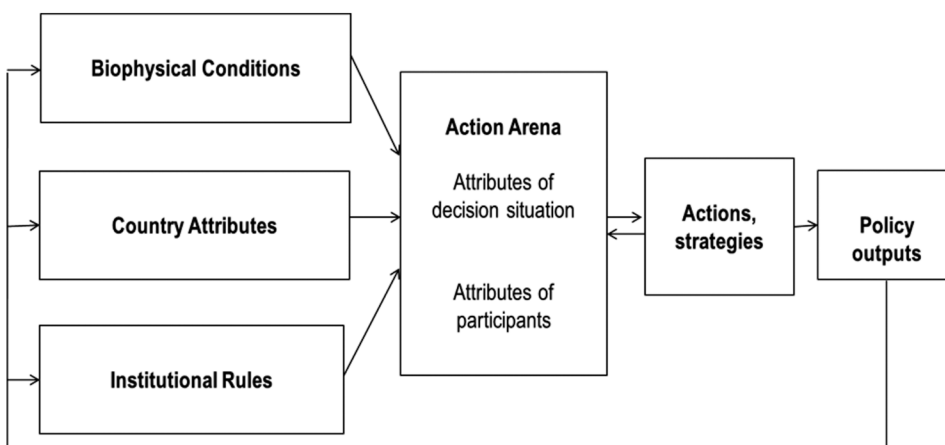 Biophysical Conditions
Country Attributes
Institutional Rules
Action Arena
Attributes of
decision situation
Attributes of
participants
Actions,
strategies
Policy
outputs